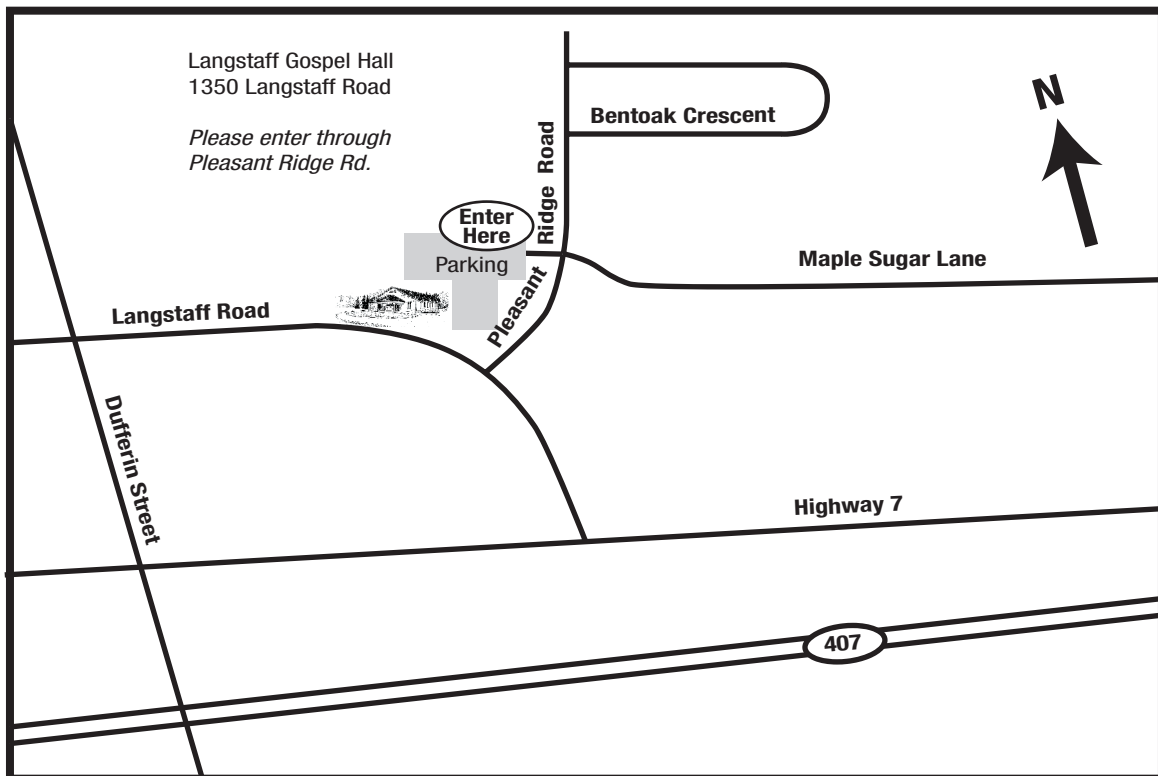 Langstaff Gospel Hall
1350 Langstaff Road
Please enter through
Pleasant Ridge Rd.
Bentoak Crescent
N
Pleasant Ridge Road
Enter
Here
Parking
Maple Sugar Lane
Langstaff Road
Dufferin Street
Highway 7
407